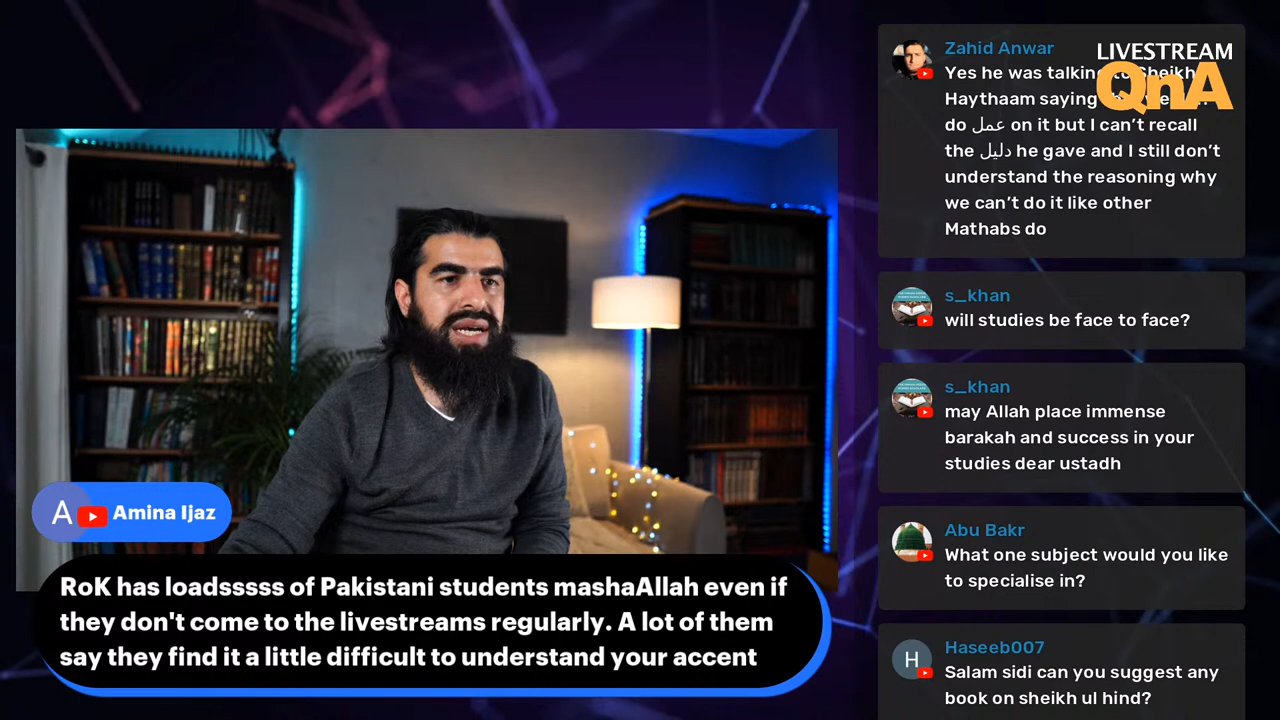 LIVESTREAM
QnA
Zahid Anwar
Yes he was talking to Sheikh
Haythaam saying
do عمل on it but I can’t recall
the دليل he gave and I still don’t
understand the reasoning why
we can’t do it like other
Mathabs do
s_khan
will studies be face to face?
s_khan
may Allah place immense
barakah and success in your
studies dear ustadh
Abu Bakr
What one subject would you like
to specialise in?
H
Haseeb007
Salam sidi can you suggest any
book on sheikh ul hind?
A Amina Ijaz
RoK has loadsssss of Pakistani students mashaAllah even if
they don't come to the livestreams regularly. A lot of them
say they find it a little difficult to understand your accent